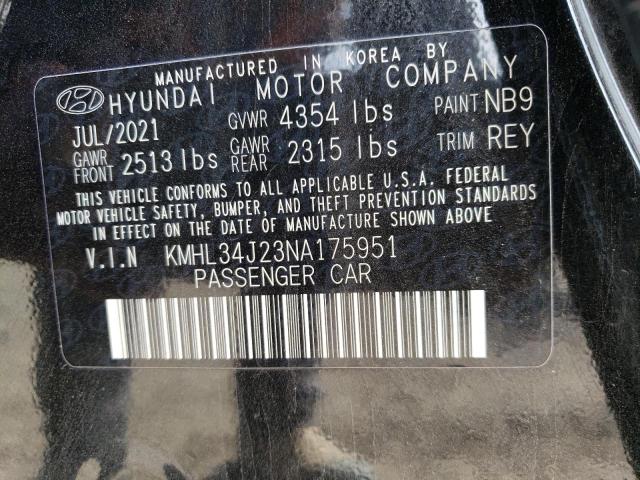 MANUFACTURED IN KOREA BY
HYUNDAI MOTOR COMPANY
JUL/2021 GVWR 4354 lbs PAINT NB9
GAWR FRONT 2513 lbs GAWR REAR 2315 lbs TRIM REY
THIS VEHICLE CONFORMS TO ALL APPLICABLE U.S.A. FEDERAL
MOTOR VEHICLE SAFETY, BUMPER, AND THEFT PREVENTION STANDARDS
IN EFFECT ON THE DATE OF MANUFACTURE SHOWN ABOVE
V.I.N KMHL34J23NA175951
PASSENGER CAR